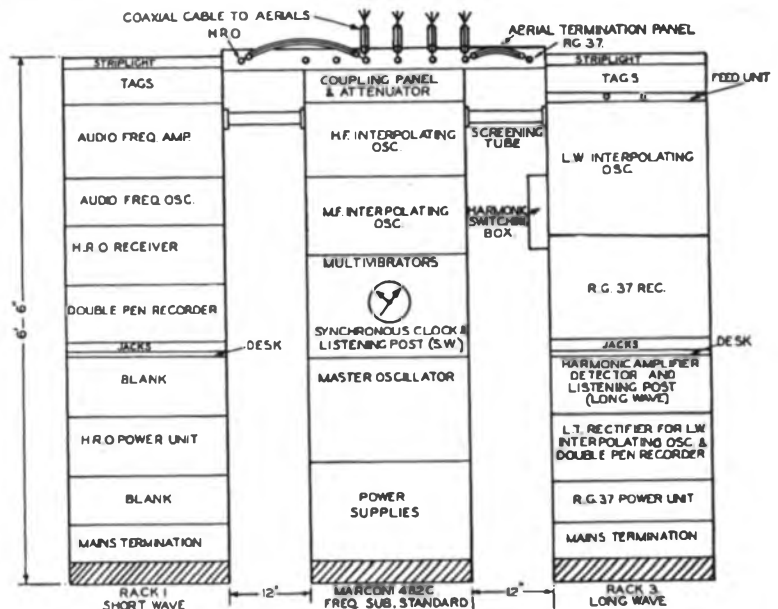 COAXIAL CABLE TO AERIALS
H.R.O
AERIAL TERMINATION PANEL
R.G. 37.
STRIPLIGHT
TAGS
AUDIO FREQ. AMP.
AUDIO FREQ OSC.
H.R.O RECEIVER
DOUBLE PEN RECORDER
JACKS
DESK
BLANK
H.R.O POWER UNIT
BLANK
MAINS TERMINATION
RACK 1
SHORT WAVE
6'-6"
12"
COUPLING PANEL
& ATTENUATOR
H.F. INTERPOLATING
OSC.
M.F. INTERPOLATING
OSC.
MULTIVIBRATORS
SYNCHRONOUS CLOCK &
LISTENING POST (S.W.)
MASTER OSCILLATOR
POWER
SUPPLIES
MARCONI 482C
FREQ. SUB. STANDARD
SCREENING
TUBE
HARMONIC
SWITCHING
BOX
12"
STRIPLIGHT
TAGS
FEED UNIT
L.W INTERPOLATING
OSC.
R.G. 37 REC.
JACKS
DESK
HARMONIC AMPLIFIER
DETECTOR AND
LISTENING POST
(LONG WAVE)
L.T. RECTIFIER FOR L.W.
INTERPOLATING OSC. &
DOUBLE PEN RECORDER
R.G. 37 POWER UNIT
MAINS TERMINATION
RACK 3
LONG WAVE